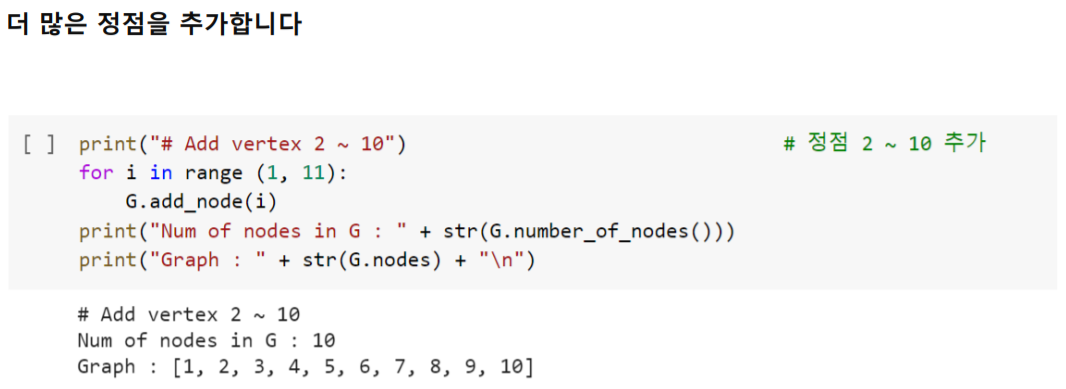 더 많은 정점을 추가합니다
[ ] print("# Add vertex 2 ~ 10") # 정점 2 ~ 10 추가
for i in range (1, 11):
    G.add_node(i)
print("Num of nodes in G : " + str(G.number_of_nodes()))
print("Graph : " + str(G.nodes) + "\n")
# Add vertex 2 ~ 10
Num of nodes in G : 10
Graph : [1, 2, 3, 4, 5, 6, 7, 8, 9, 10]